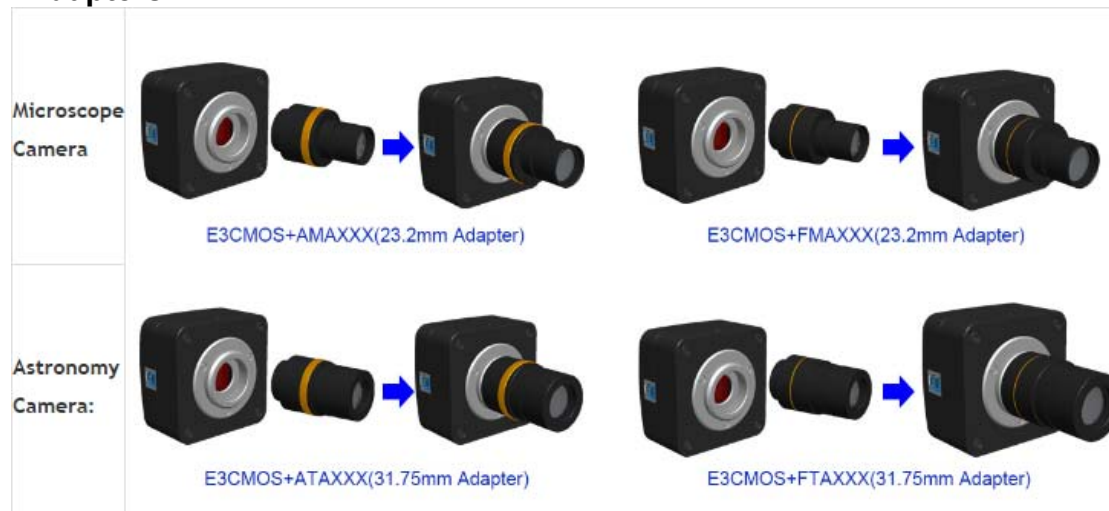 Microscope
Camera
E3CMOS+AMAXXX(23.2mm Adapter)
E3CMOS+FMAXXX(23.2mm Adapter)
Astronomy
Camera:
E3CMOS+ATAXXX(31.75mm Adapter)
E3CMOS+FTAXXX(31.75mm Adapter)